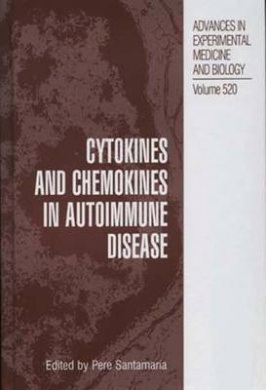 ADVANCES IN
EXPERIMENTAL
MEDICINE
AND BIOLOGY
Volume 520
CYTOKINES
AND CHEMOKINES
IN AUTOIMMUNE
DISEASE
Edited by Pere Santamaria